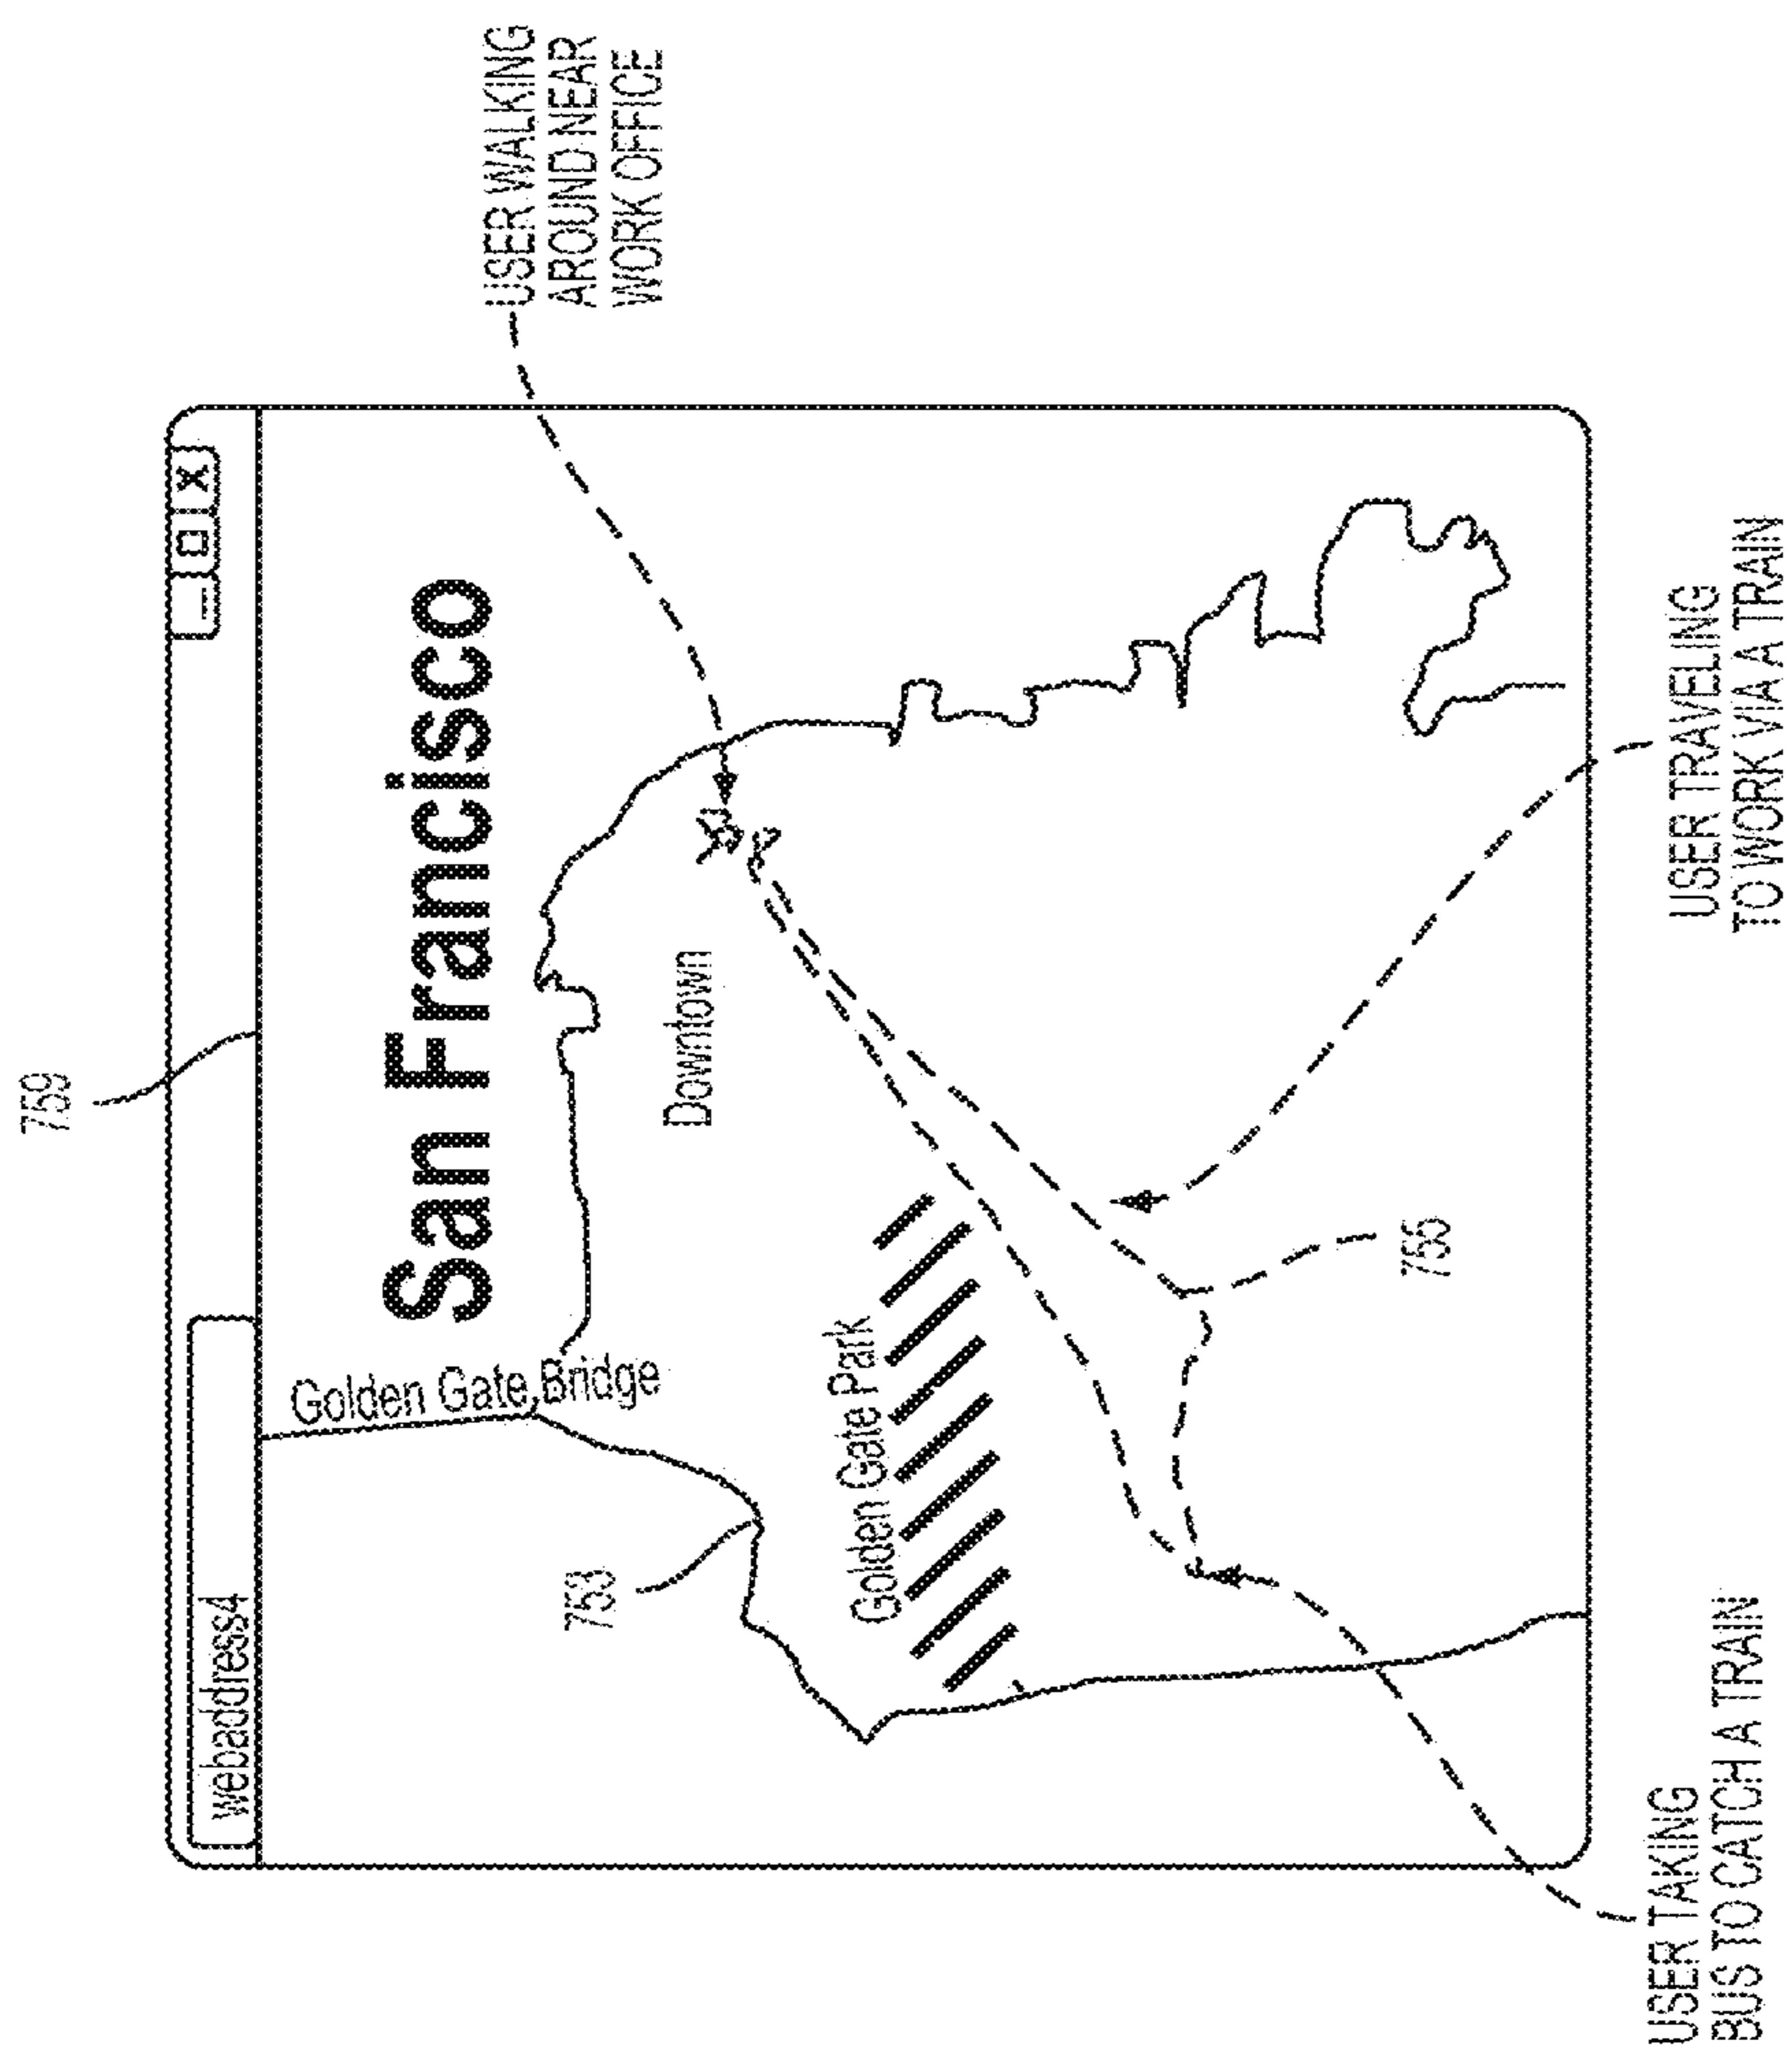 759
webaddress4
San Francisco
Golden Gate Bridge
USER WALKING
AROUND NEAR
WORK OFFICE
753
Downtown
Golden Gate Park
755
USER TAKING
BUS TO CATCH A TRAIN
USER TRAVELING
TO WORK VIA A TRAIN